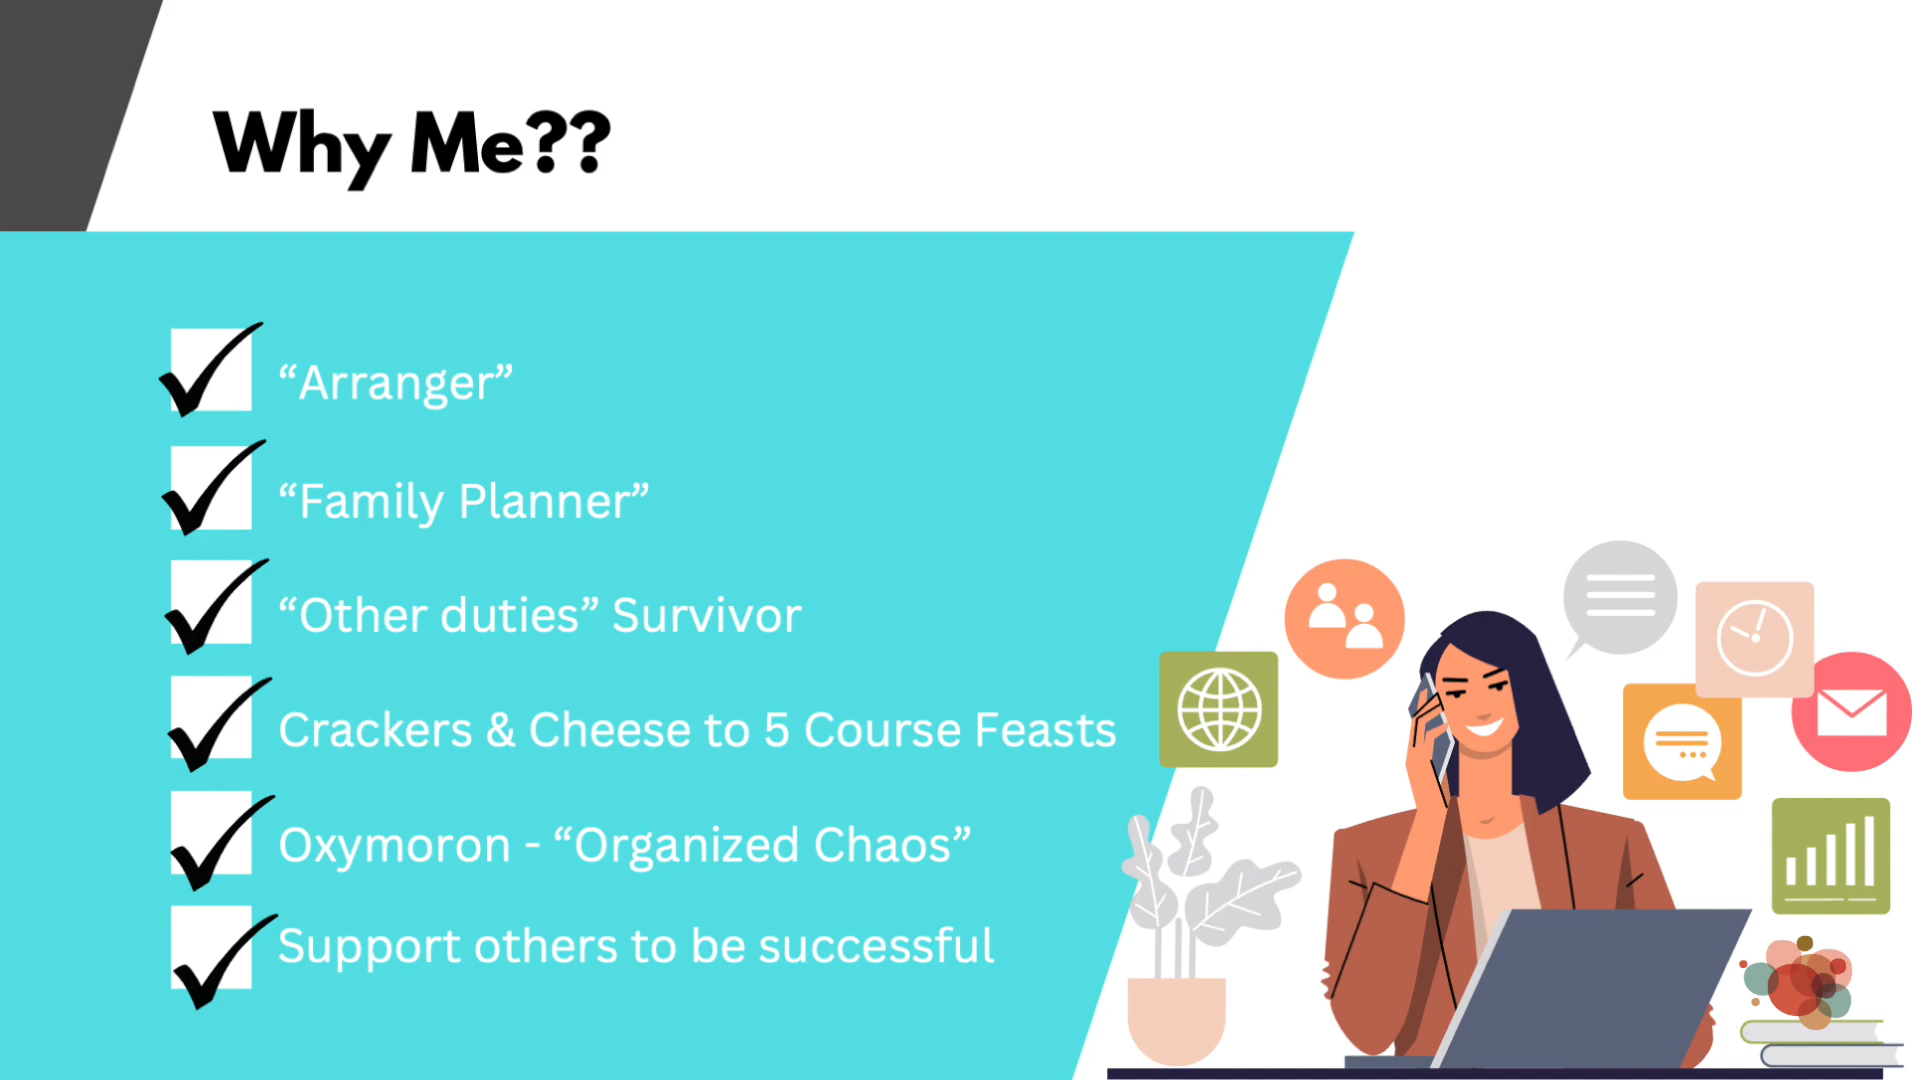 Why Me??
“Arranger”
“Family Planner”
“Other duties” Survivor
Crackers & Cheese to 5 Course Feasts
Oxymoron - “Organized Chaos”
Support others to be successful